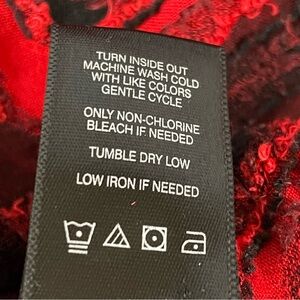 TURN INSIDE OUT
MACHINE WASH COLD
WITH LIKE COLORS
GENTLE CYCLE
ONLY NON-CHLORINE
BLEACH IF NEEDED
TUMBLE DRY LOW
LOW IRON IF NEEDED